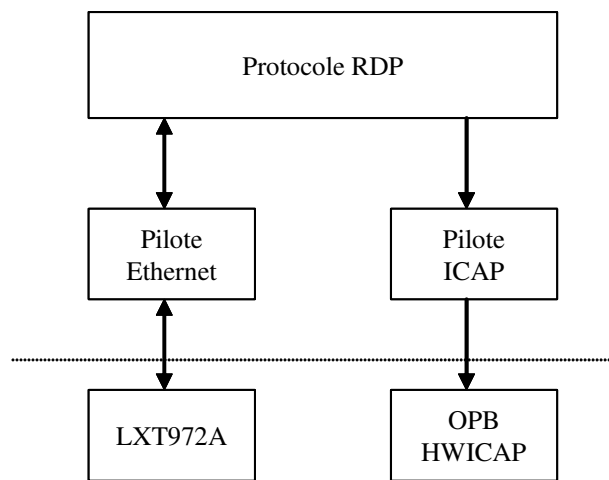 Protocole RDP
Pilote
Ethernet
Pilote
ICAP
LXT972A
OPB
HWICAP